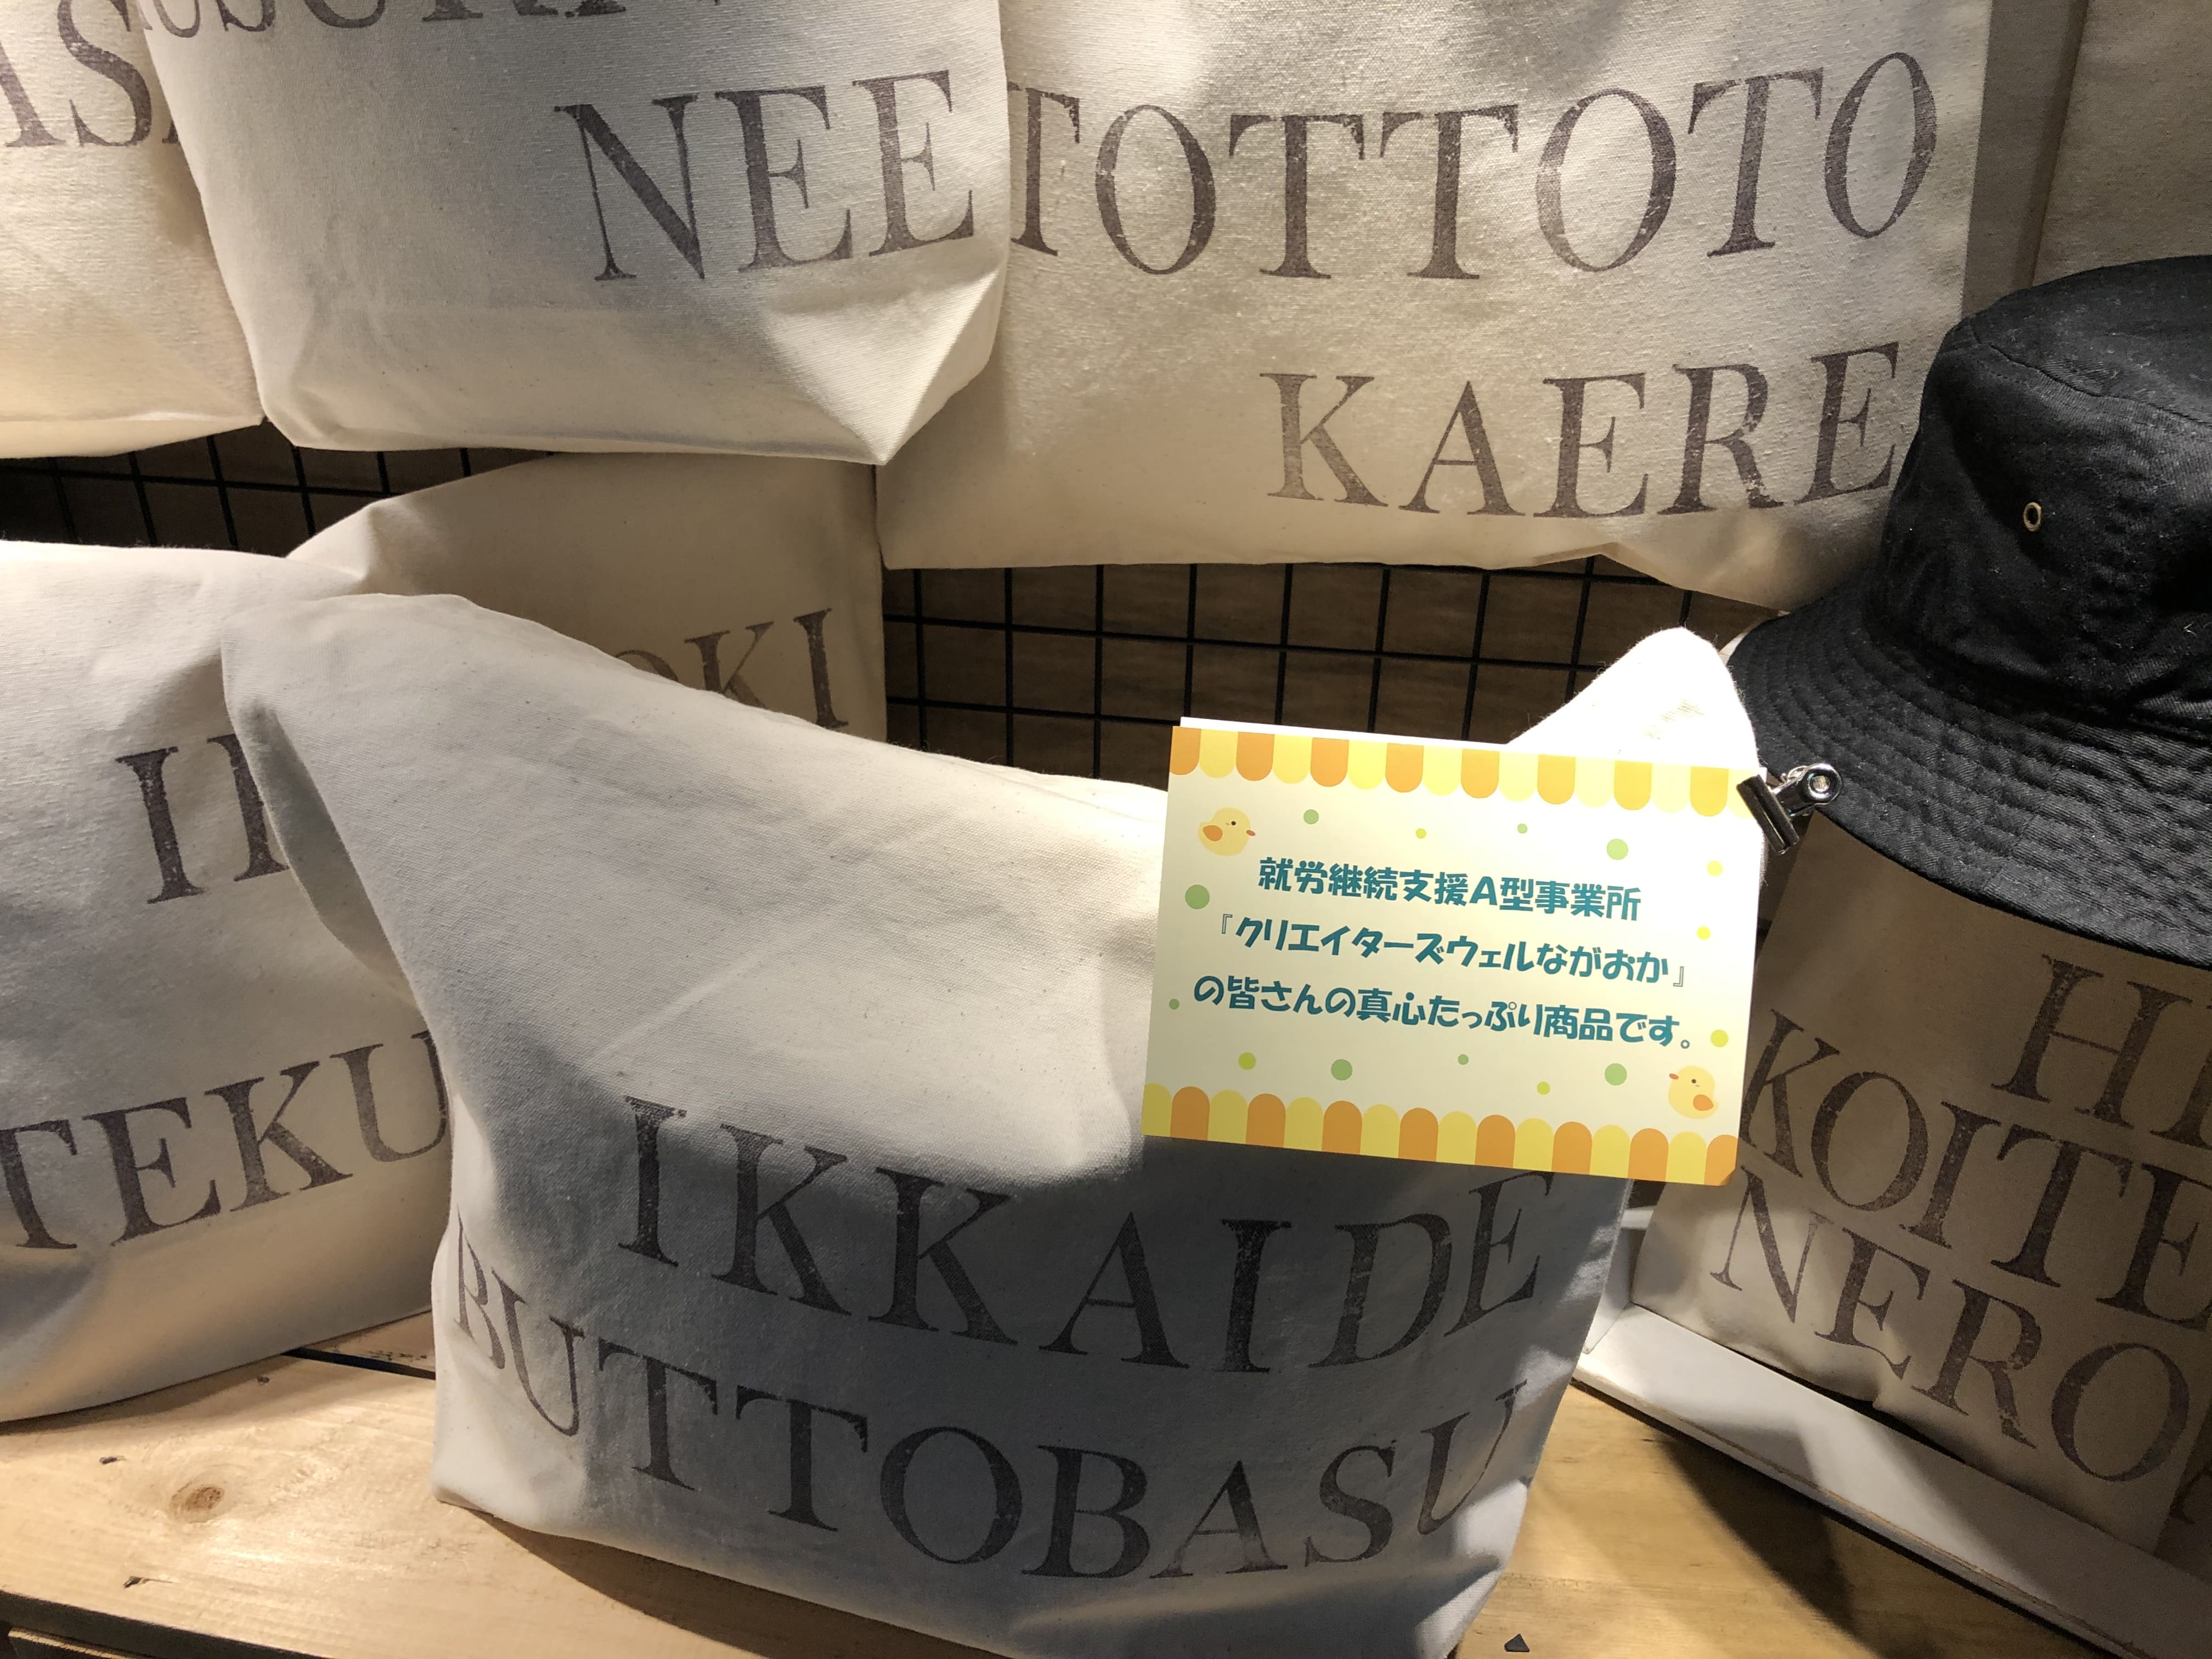 NEE
TOTTOTO
KAERE
OKI
TEKU
IKKAIDE
BUTTOBASU
就労継続支援A型事業所
『クリエイターズウェルながおか』
の皆さんの真心たっぷり商品です。
KOITE
NERO